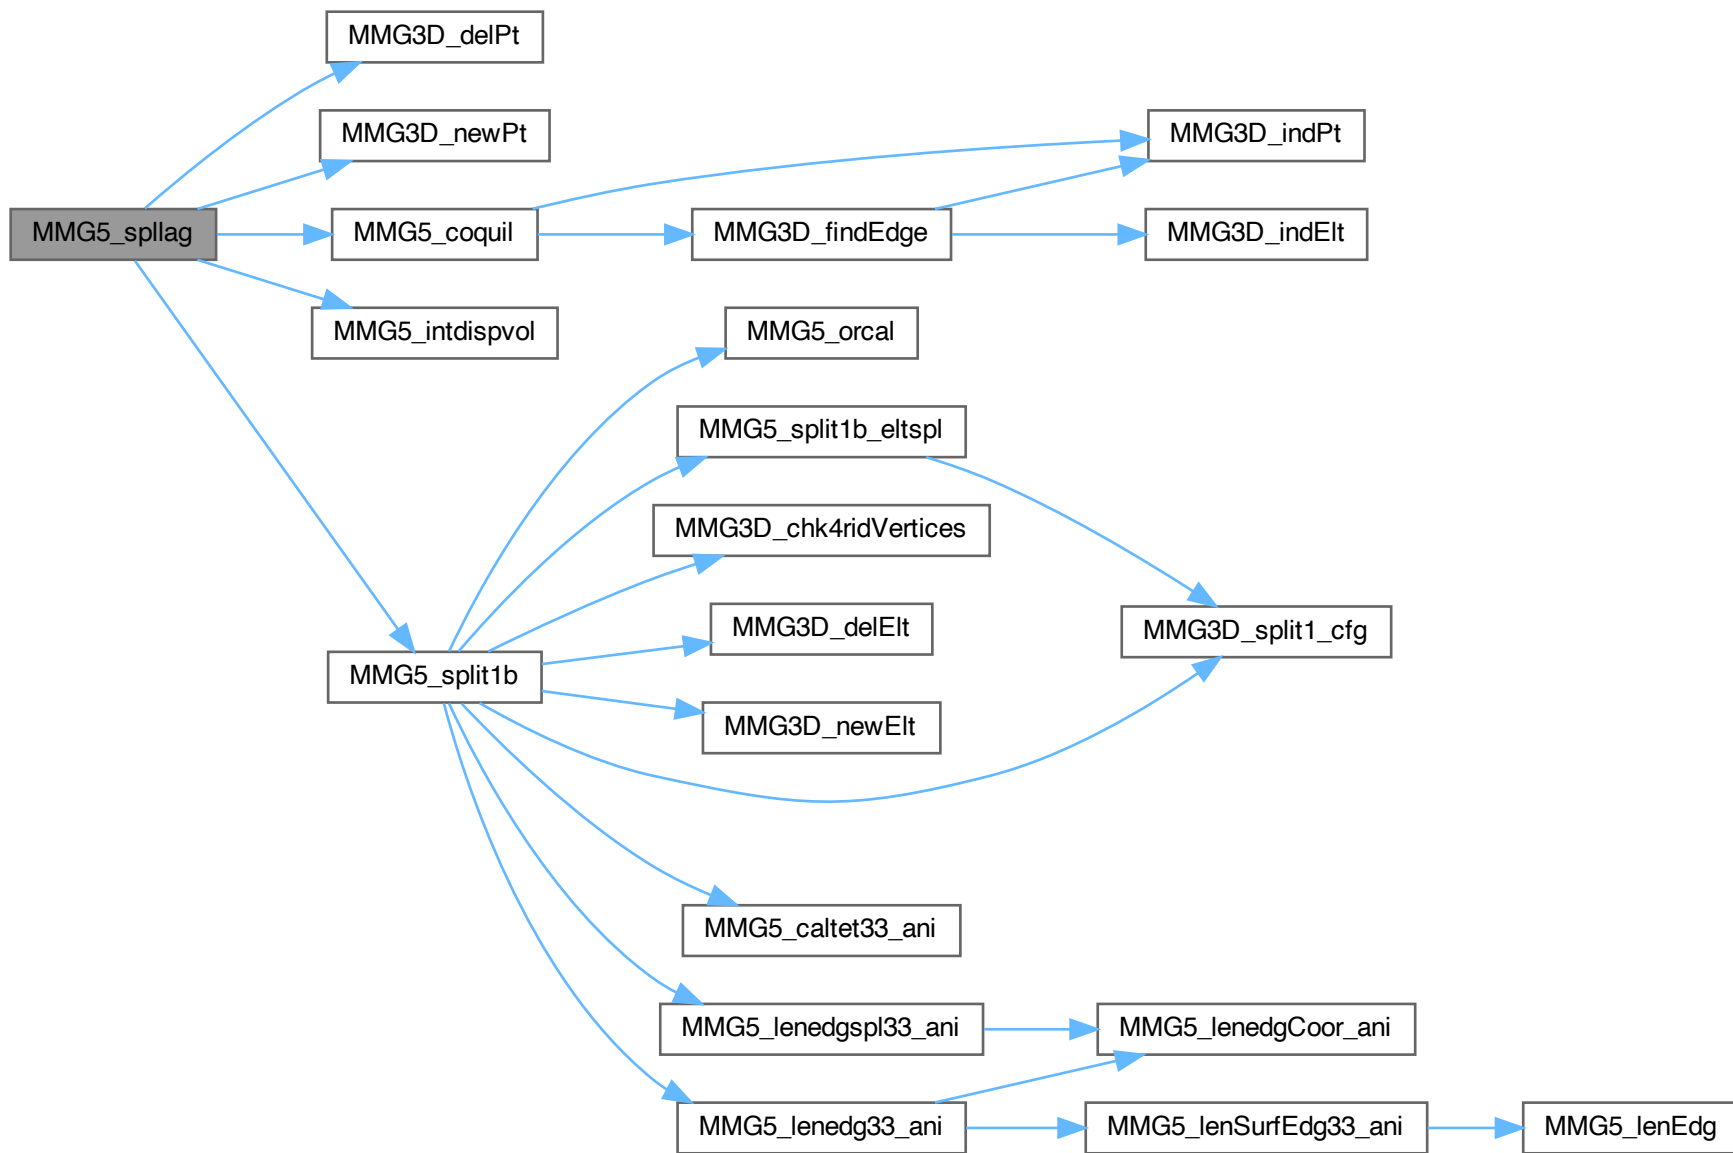 MMG3D_delPt
MMG3D_newPt
MMG3D_indPt
MMG5_spllag
MMG5_coquil
MMG3D_findEdge
MMG3D_indElt
MMG5_intdispvol
MMG5_orcal
MMG5_split1b_eltspl
MMG3D_chk4ridVertices
MMG3D_delElt
MMG3D_split1_cfg
MMG5_split1b
MMG3D_newElt
MMG5_caltet33_ani
MMG5_lenedgspl33_ani
MMG5_lenedgCoor_ani
MMG5_lenedg33_ani
MMG5_lenSurfEdg33_ani
MMG5_lenEdg